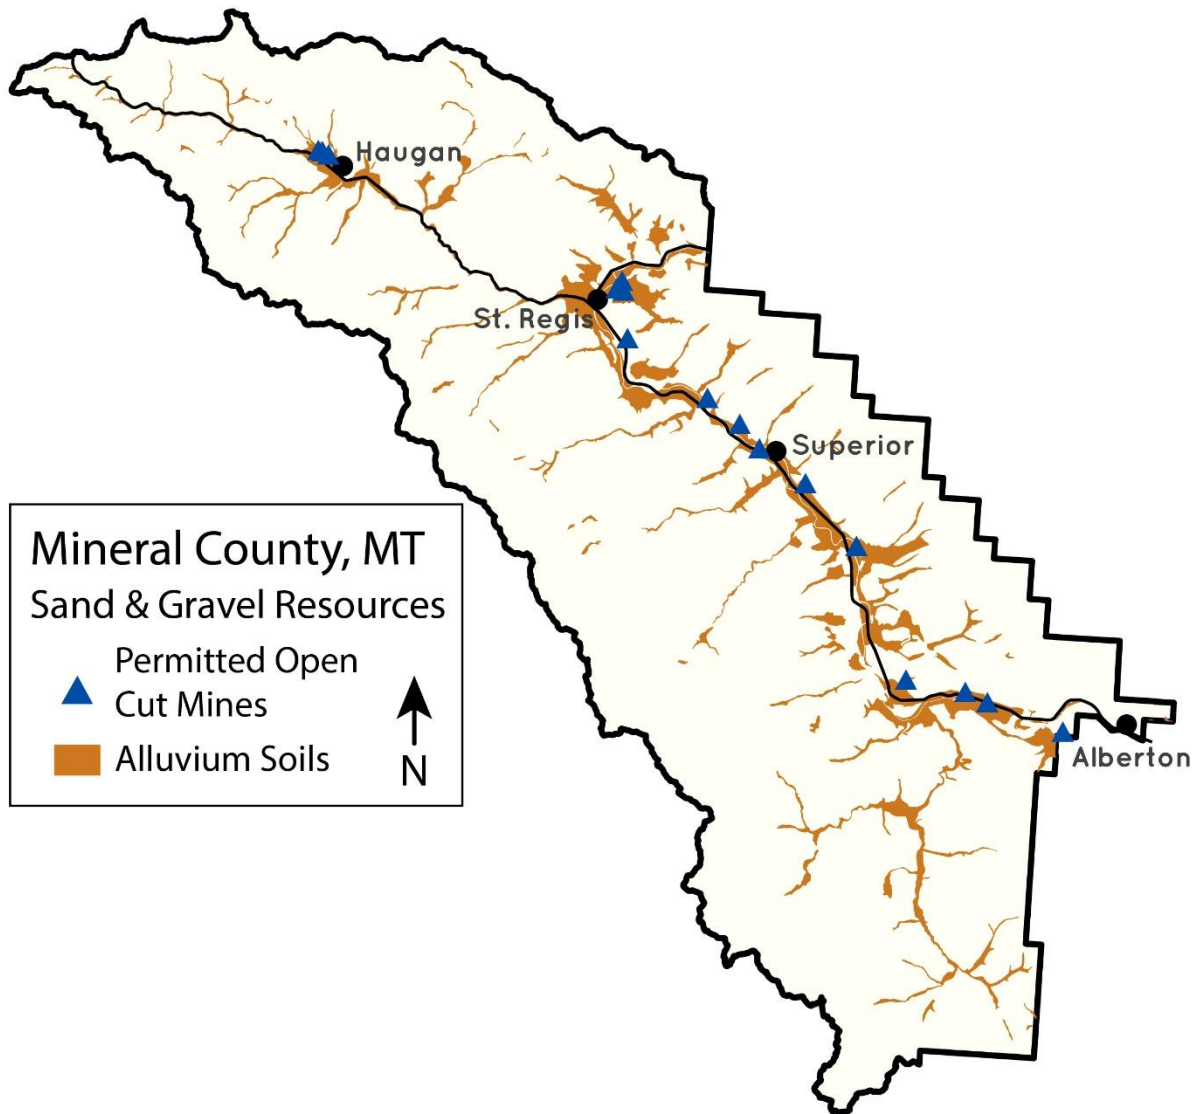 Haugan
St. Regis
Superior
Mineral County, MT
Sand & Gravel Resources
Permitted Open
Cut Mines
Alluvium Soils
N
Alberton